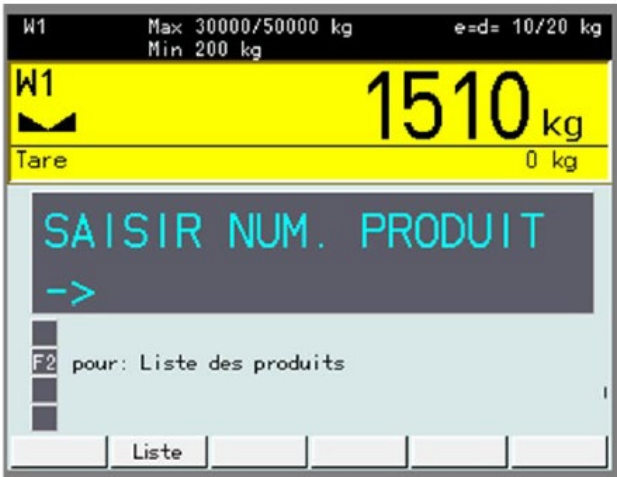 W1 Max 30000/50000 kg e=d= 10/20 kg
Min 200 kg
W1
1510 kg
Tare 0 kg
SAISIR NUM. PRODUIT
->
F2 pour: Liste des produits
Liste